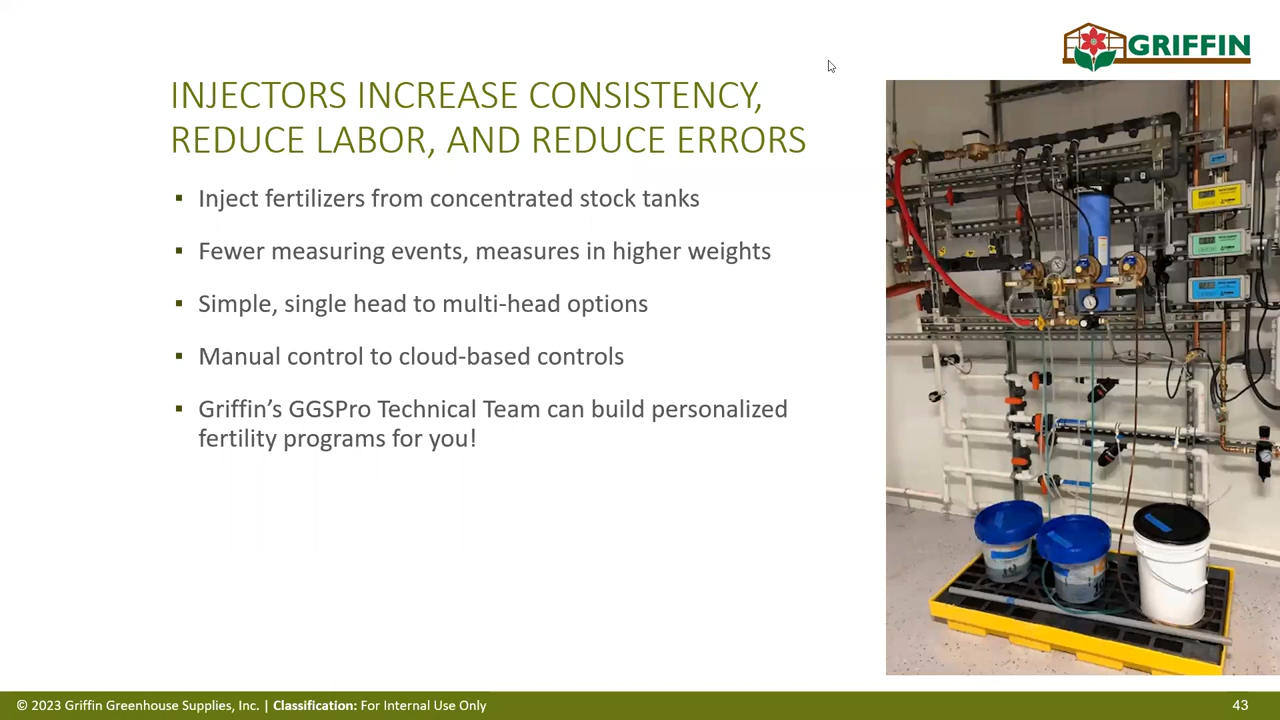 GRIFFIN
INJECTORS INCREASE CONSISTENCY,
REDUCE LABOR, AND REDUCE ERRORS
▪ Inject fertilizers from concentrated stock tanks
▪ Fewer measuring events, measures in higher weights
▪ Simple, single head to multi-head options
▪ Manual control to cloud-based controls
▪ Griffin’s GGSPro Technical Team can build personalized
fertility programs for you!
© 2023 Griffin Greenhouse Supplies, Inc. | Classification: For Internal Use Only
43